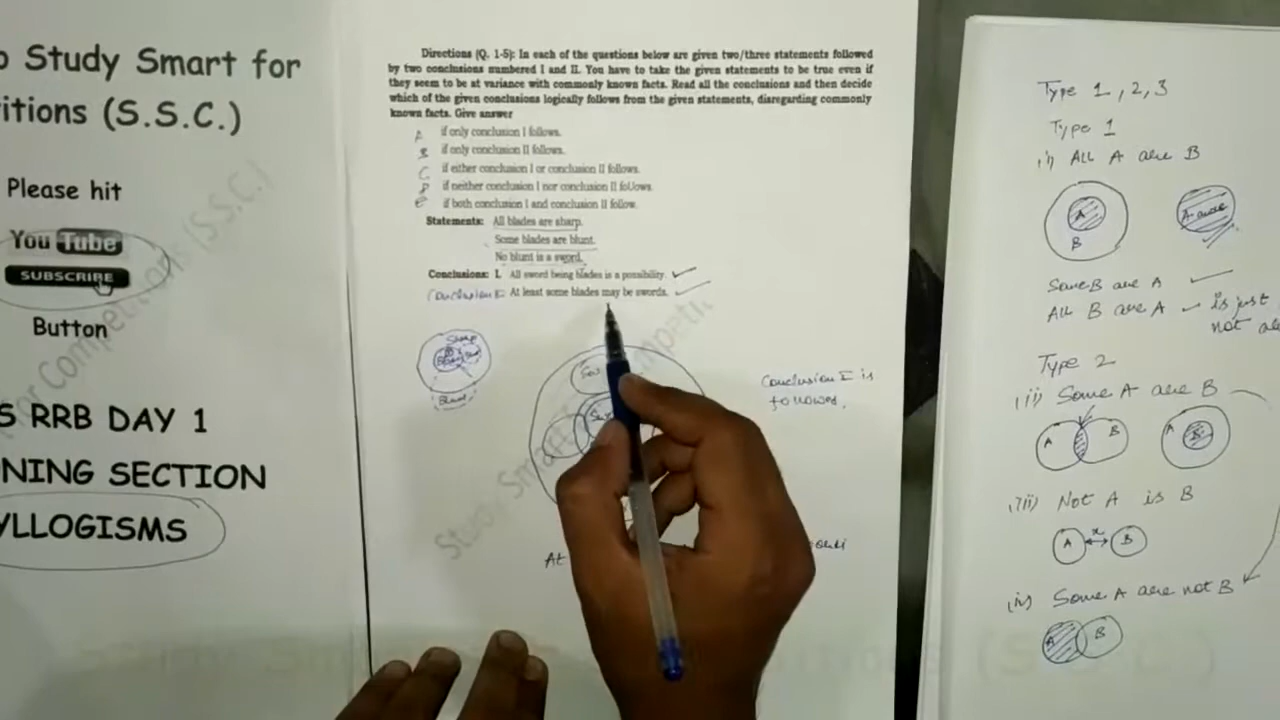 Study Smart for
itions (S.S.C.)
Please hit
You Tube
SUBSCRIBE
Button
S RRB DAY 1
NING SECTION
YLLOGISMS
Directions (Q. 1-5): In each of the questions below are given two/three statements followed
by two conclusions numbered I and II. You have to take the given statements to be true even if
they seem to be at variance with commonly known facts. Read all the conclusions and then decide
which of the given conclusions logically follows from the given statements, disregarding commonly
known facts. Give answer
A if only conclusion I follows.
B if only conclusion II follows.
C if either conclusion I or conclusion II follows.
D if neither conclusion I nor conclusion II foUows.
e if both conclusion I and conclusion II follow.
Statements: All blades are sharp.
Some blades are blunt.
No blunt is a sword.
Conclusions: I. All sword being blades is a possibility.
Conclusion II: At least some blades may be swords.
Sharp
Blunt
Conclusion I is
followed.
At
Type 1, 2, 3
Type 1
(i) All A are B
A
B
Some B are A
All B are A is just
not
Type 2
(ii) Some A are B
A B A B
(iii) Not A is B
A x B
(iv) Some A are not B
A B